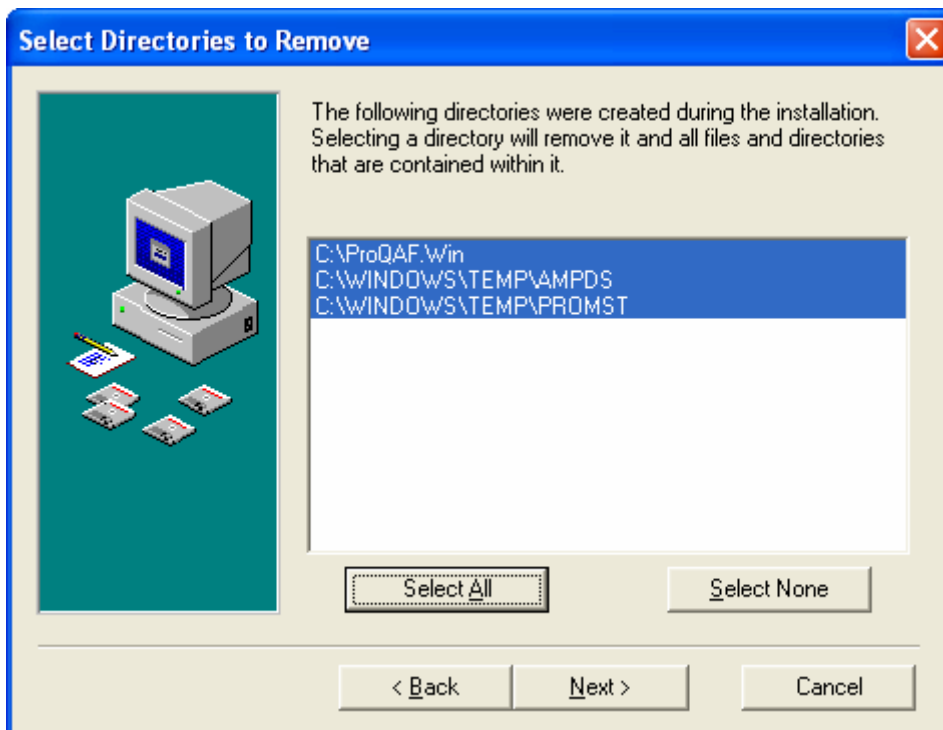 Select Directories to Remove
The following directories were created during the installation.
Selecting a directory will remove it and all files and directories
that are contained within it.
C:\ProQAF.Win
C:\WINDOWS\TEMP\AMPDS
C:\WINDOWS\TEMP\PROMST
Select All
Select None
< Back
Next >
Cancel